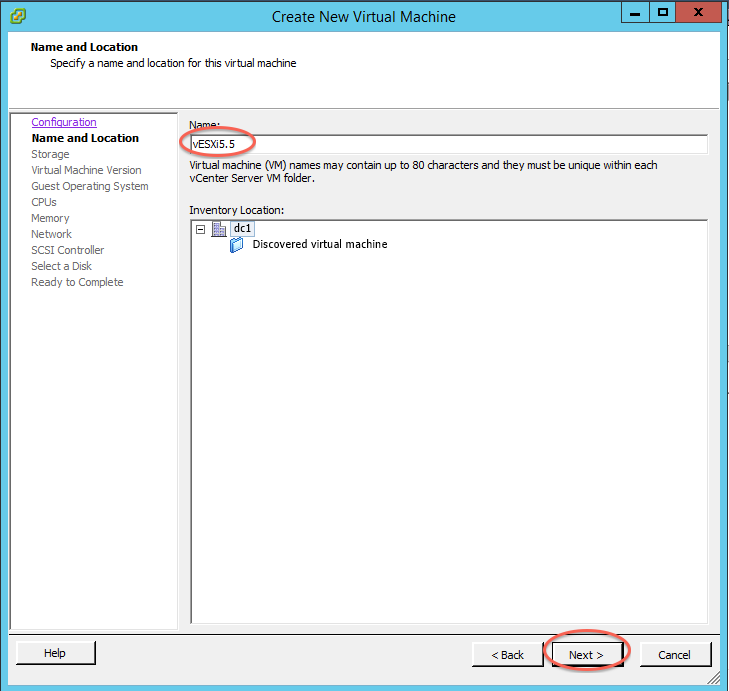 Create New Virtual Machine
X
Name and Location
Specify a name and location for this virtual machine
Configuration
Name and Location
Storage
Virtual Machine Version
Guest Operating System
CPUs
Memory
Network
SCSI Controller
Select a Disk
Ready to Complete
Name:
vESXi5.5
Virtual machine (VM) names may contain up to 80 characters and they must be unique within each
vCenter Server VM folder.
Inventory Location:
dc1
Discovered virtual machine
Help
< Back
Next >
Cancel